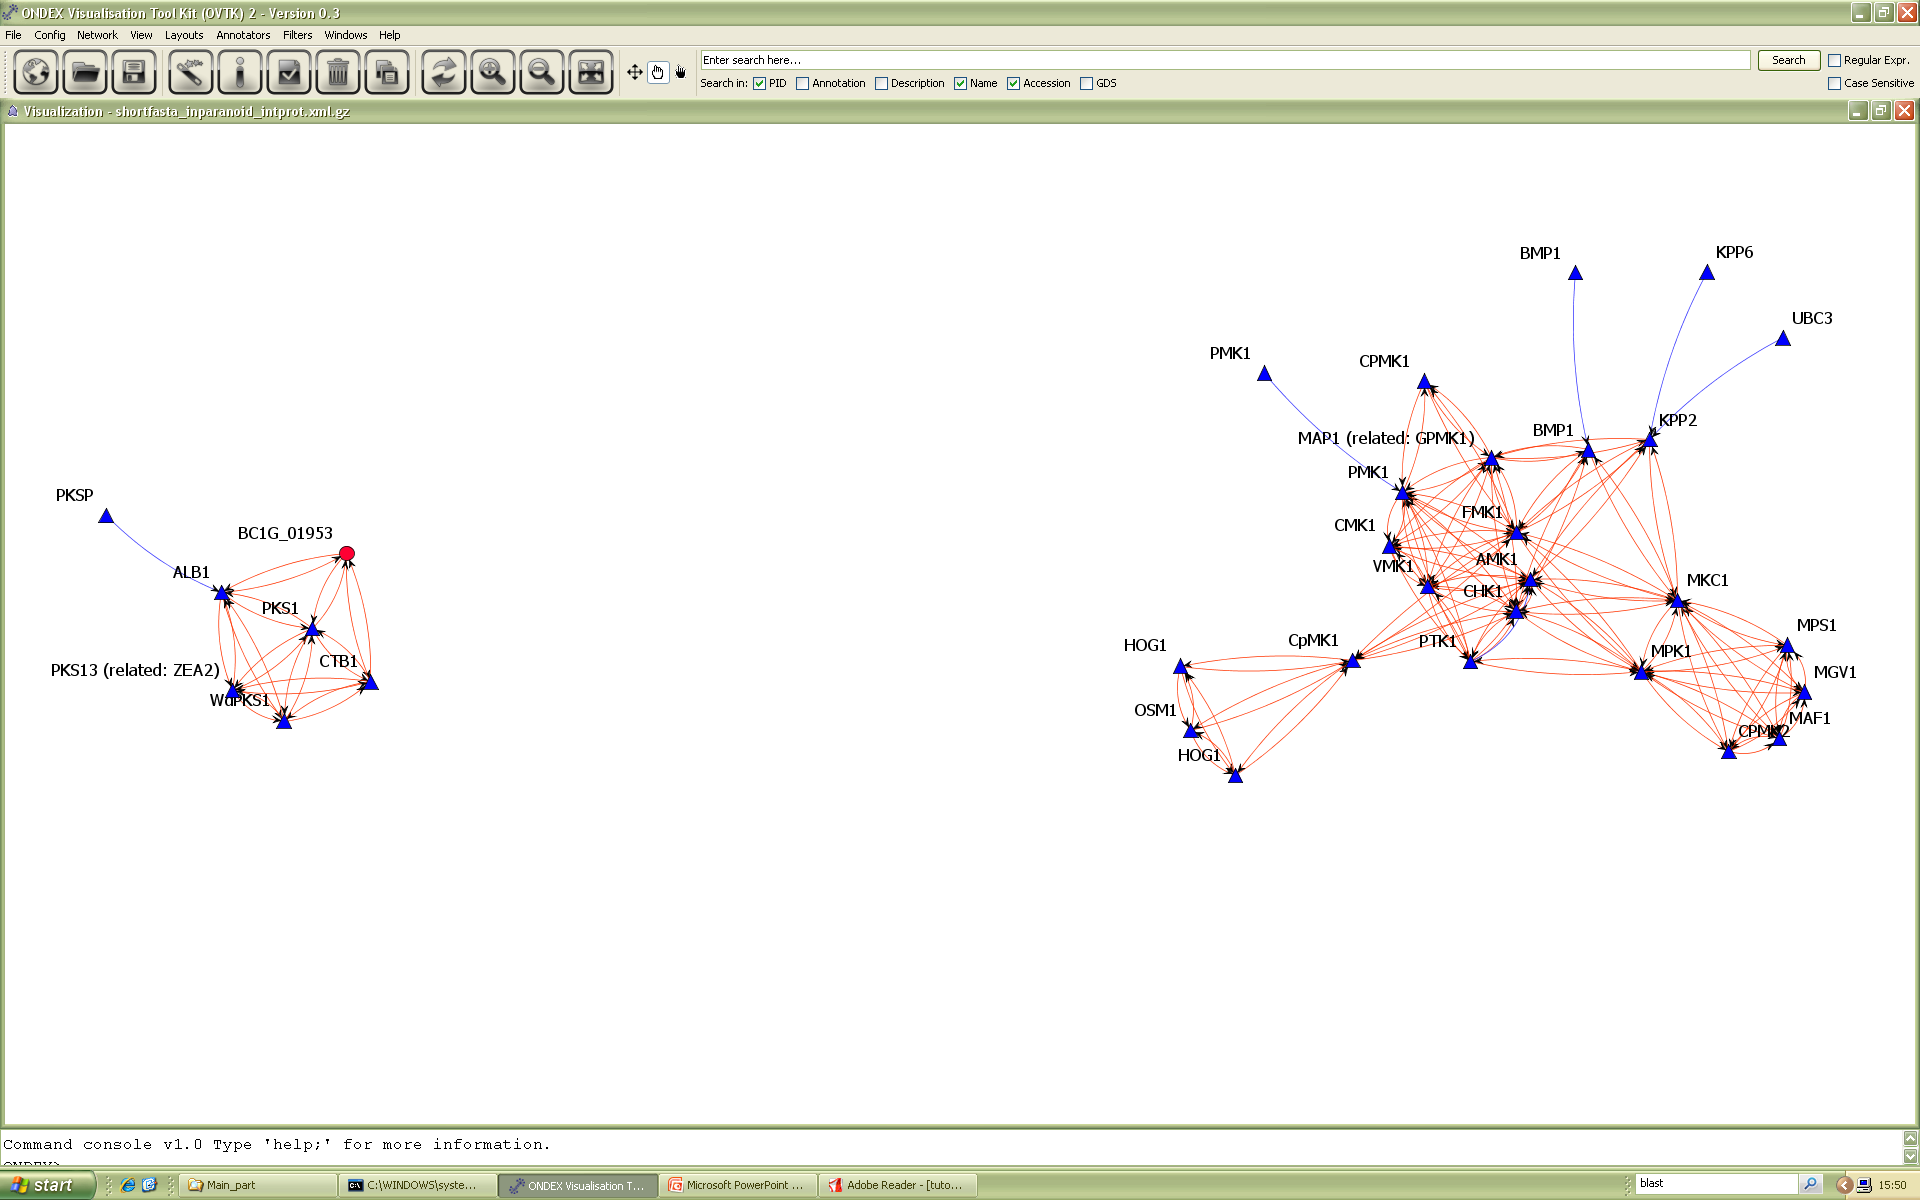 ONDEX Visualisation Tool Kit (OVTK) 2 - Version 0.3
File Config Network View Layouts Annotators Filters Windows Help
Enter search here...
Search
Regular Expr.
Search in: PID Annotation Description Name Accession GDS
Case Sensitive
Visualization - shortfasta_inparanoid_intprot.xml.gz
BMP1
KPP6
UBC3
PMK1
CPMK1
KPP2
BMP1
MAP1 (related: GPMK1)
PMK1
PKSP
FMK1
CMK1
BC1G_01953
AMK1
VMK1
ALB1
MKC1
CHK1
PKS1
MPS1
CpMK1
PTK1
HOG1
MPK1
CTB1
PKS13 (related: ZEA2)
MGV1
WdPKS1
OSM1
MAF1
CPMK2
HOG1
Command console v1.0 Type 'help;' for more information.
ONDEX>
start
Main_part
C:\WINDOWS\syste...
ONDEX Visualisation T...
Microsoft PowerPoint ...
Adobe Reader - [tuto...
blast
15:50